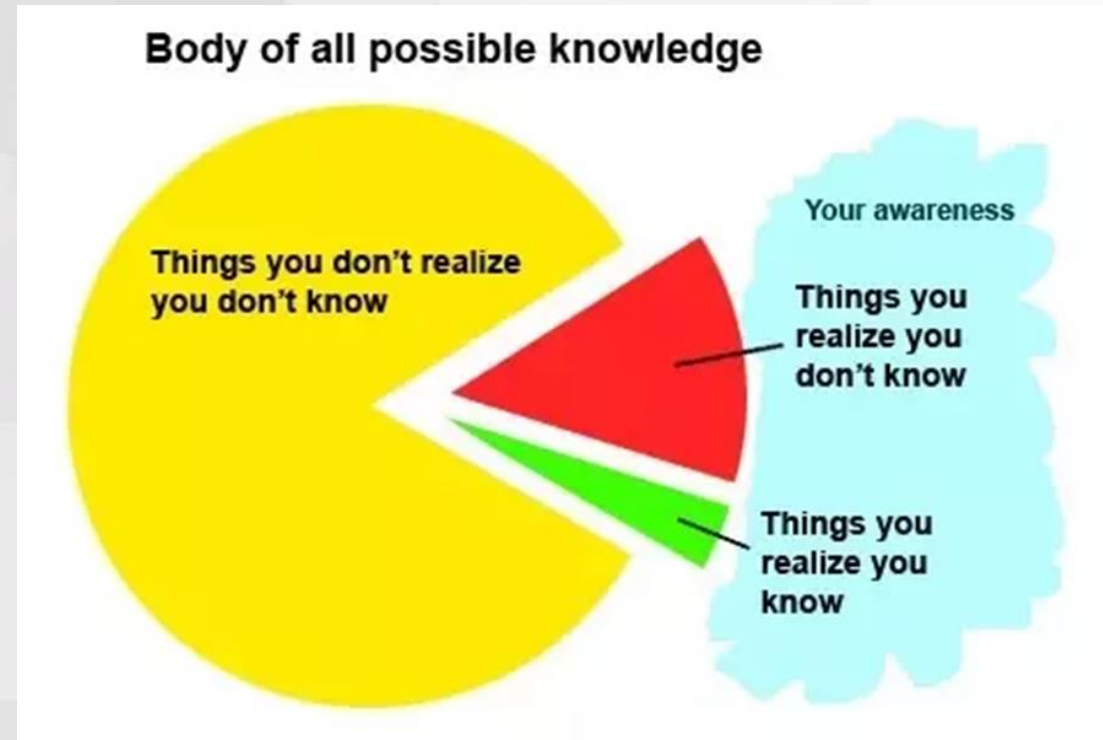 Body of all possible knowledge
Things you don't realize
you don't know
Your awareness
Things you
realize you
don't know
Things you
realize you
know